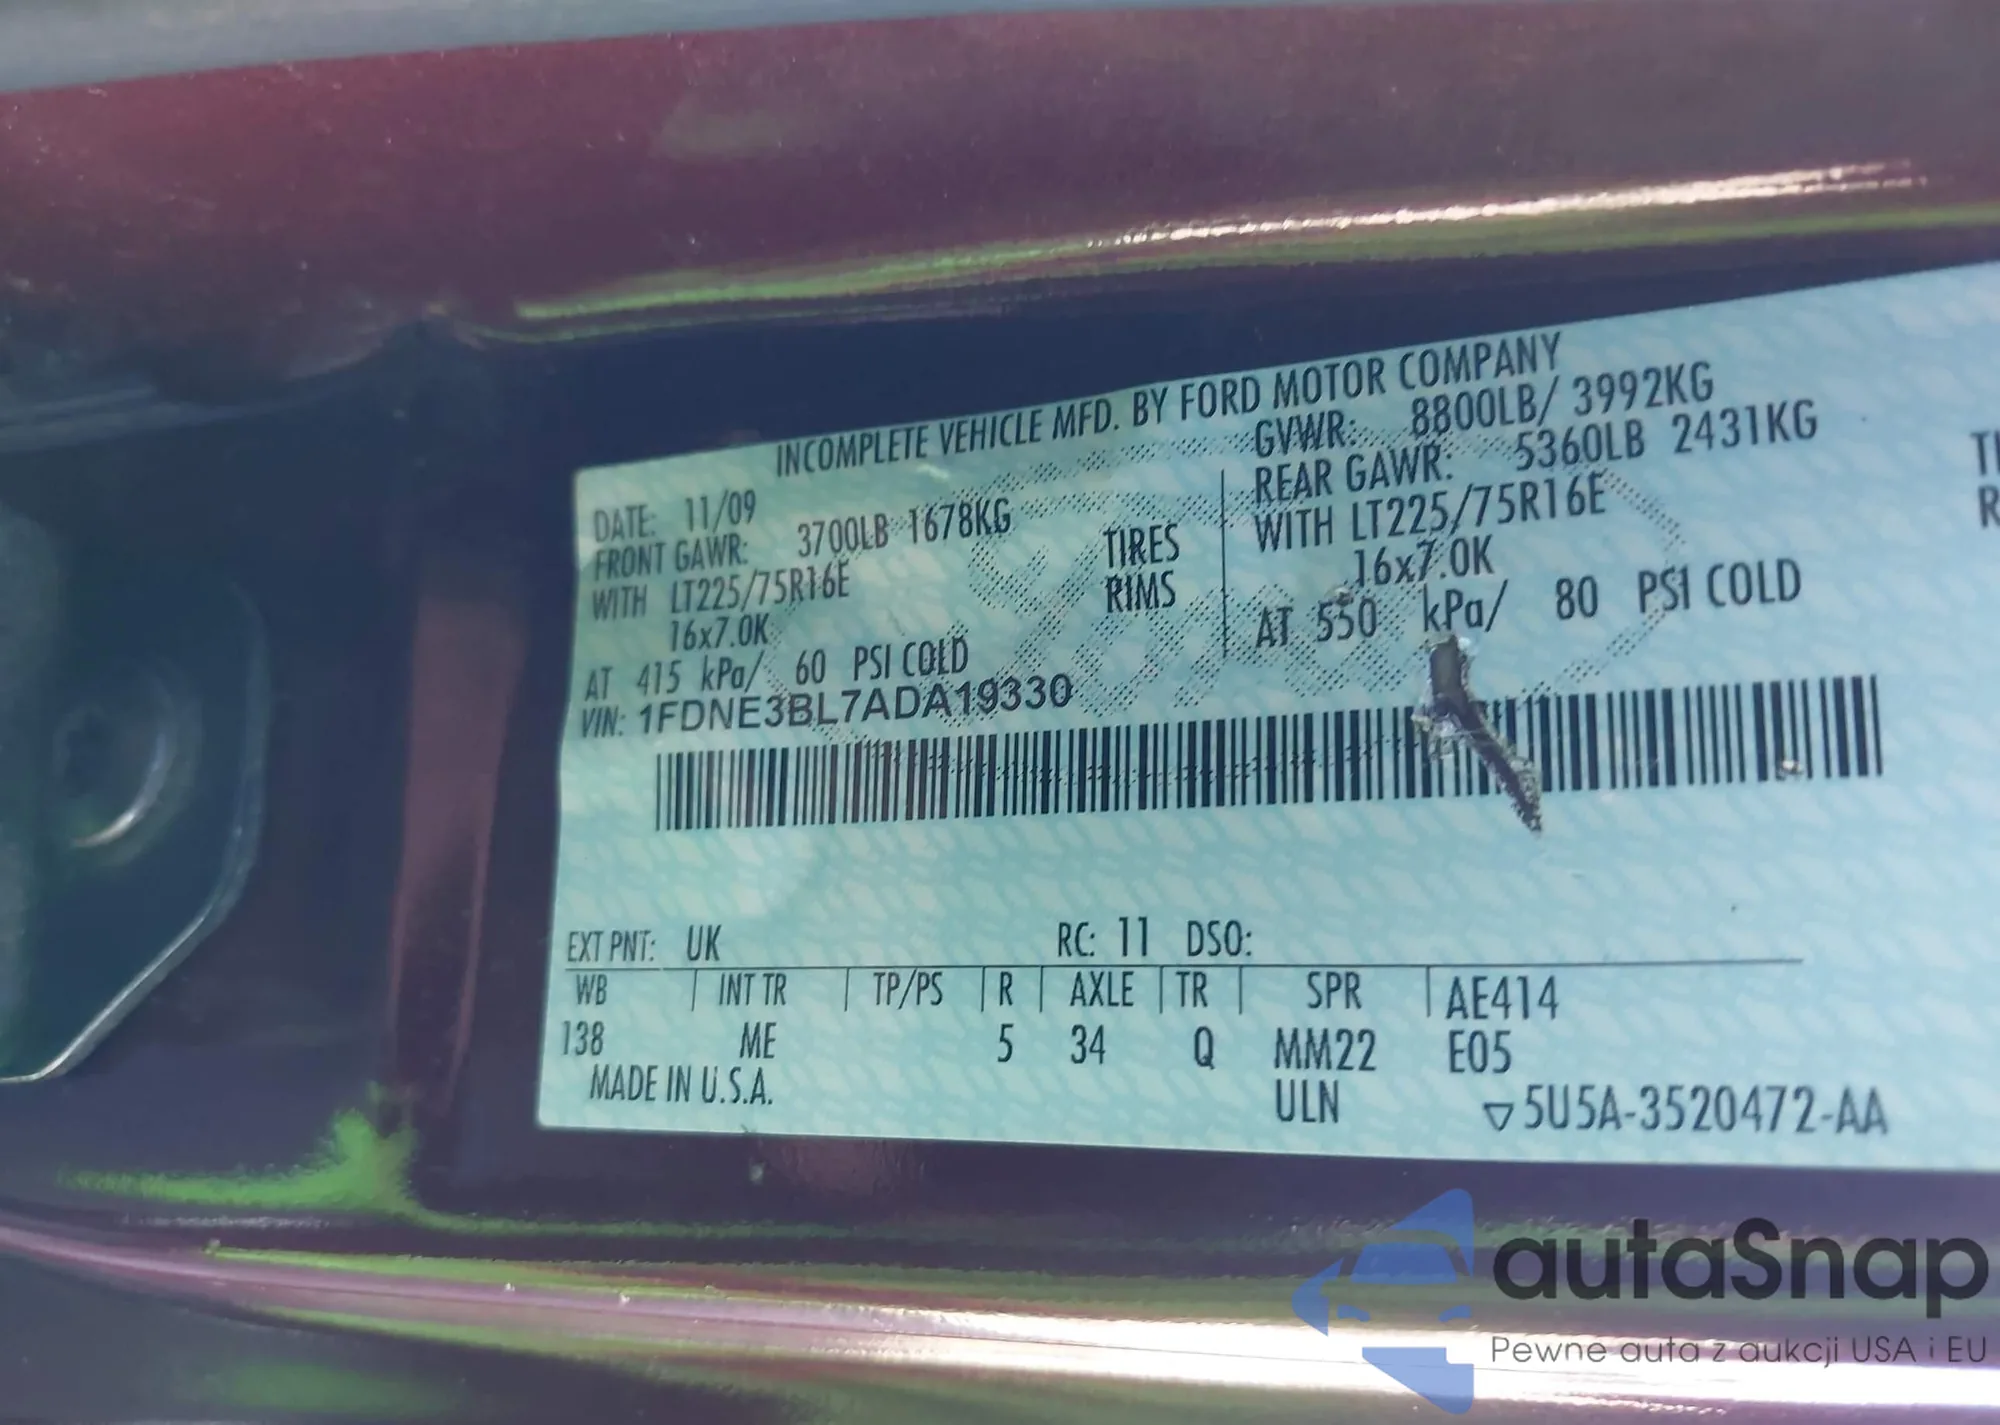 INCOMPLETE VEHICLE MFD. BY FORD MOTOR COMPANY
DATE: 11/09
GVWR: 8800LB/ 3992KG
FRONT GAWR: 3700LB 1678KG
REAR GAWR: 5360LB 2431KG
WITH LT225/75R16E
TIRES
WITH LT225/75R16E
16x7.0K
RIMS
16x7.0K
AT 415 kPa/ 60 PSI COLD
AT 550 kPa/ 80 PSI COLD
VIN: 1FDNE3BL7ADA19330
EXT PNT: UK RC: 11 DSO:
WB | INT TR | TP/PS | R | AXLE | TR | SPR | AE414
138 ME 5 34 Q MM22 E05
MADE IN U.S.A. ULN ▽5U5A-3520472-AA
autaSnap
Pewne auta z aukcji USA i EU